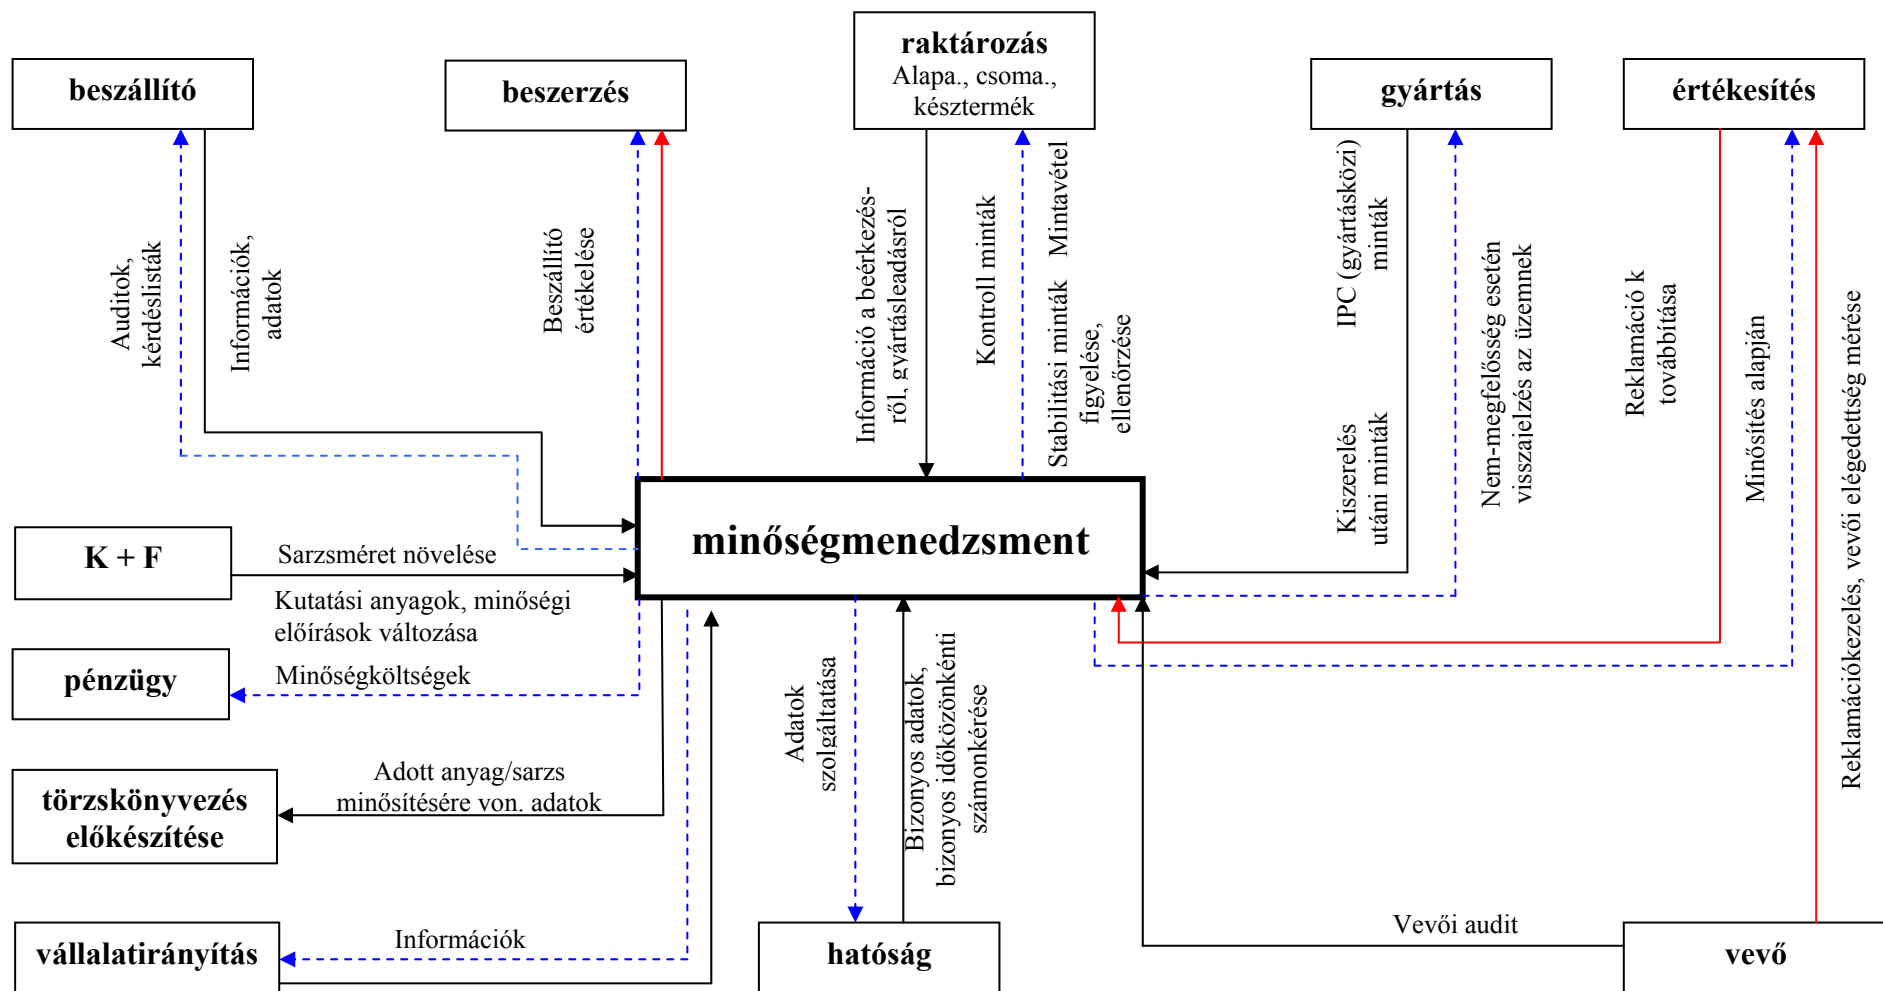 beszállító
beszerzés
raktározás
Alapa., csoma.,
késztermék
gyártás
értékesítés
Auditok,
kérdéslisták
Információk,
adatok
Beszállító
értékelése
Információ a beérkezés-
ről, gyártásleadásról
Kontroll minták
Stabilitási minták
figyelése,
ellenőrzése
Mintavétel
IPC (gyártásközi)
minták
Kiszerelés
utáni minták
Nem-megfelősség esetén
visszajelzés az üzemnek
Reklamáció k
továbbítása
Minősítés alapján
Reklamációkezelés, vevői elégedettség mérése
minőségmenedzsment
K + F
Sarzsméret növelése
Kutatási anyagok, minőségi
előírások változása
pénzügy
Minőségköltségek
Adatok
szolgáltatása
Bizonyos adatok,
bizonyos időközönkénti
számonkérése
törzskönyvezés
előkészítése
Adott anyag/sarzs
minősítésére von. adatok
vállalatirányítás
Információk
hatóság
Vevői audit
vevő